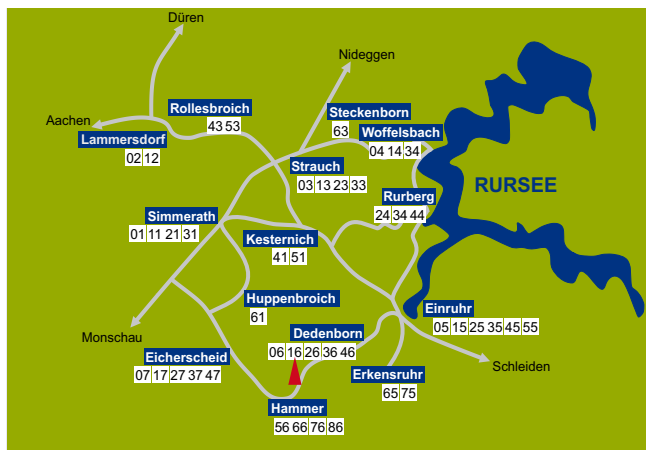 Düren
Nideggen
Aachen
Rollesbroich
43 53
Lammersdorf
02 12
Steckenborn
63
Woffelsbach
04 14 34
Strauch
03 13 23 33
RURSEE
Rurberg
24 34 44
Simmerath
01 11 21 31
Kesternich
41 51
Huppenbroich
61
Einruhr
05 15 25 35 45 55
Monschau
Dedenborn
06 16 26 36 46
Eicherscheid
07 17 27 37 47
Schleiden
Erkensruhr
65 75
Hammer
56 66 76 86